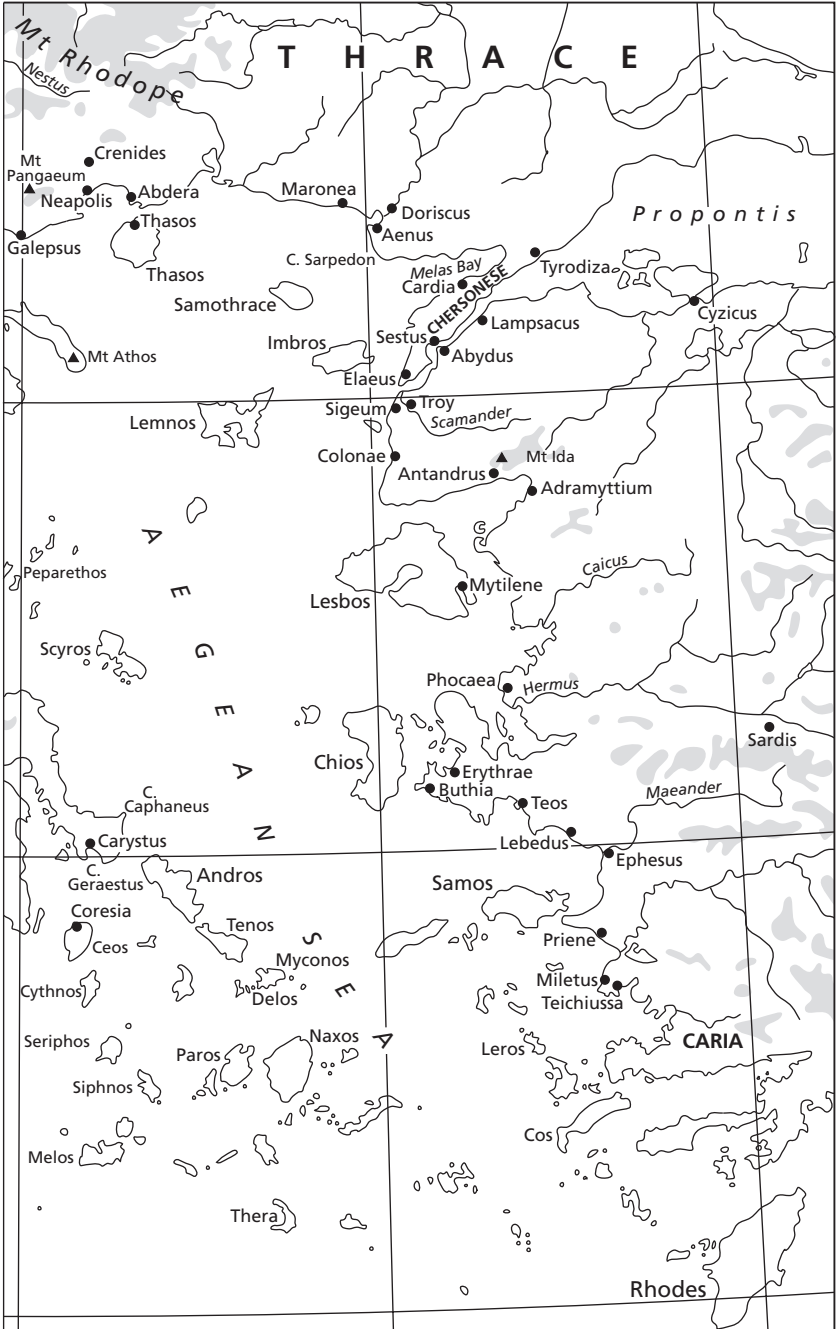 THRACE
Mt Rhodope
Nestus
Crenides
Mt
Pangaeum
Neapolis
Abdera
Maronea
Doriscus
Propontis
Thasos
Aenus
Galepsus
Thasos
C. Sarpedon
Melas Bay
Tyrodiza
Cardia
CHERSONESE
Samothrace
Cyzicus
Lampsacus
Sestus
Imbros
Abydus
Mt Athos
Elaeus
Troy
Sigeum
Lemnos
Scamander
Colonae
Mt Ida
Antandrus
Adramyttium
AEGEAN SEA
Peparethos
Caicus
Mytilene
Lesbos
Scyros
Phocaea
Hermus
Sardis
Chios
Erythrae
Buthia
Maeander
C.
Caphaneus
Teos
Carystus
Lebedus
Ephesus
C.
Geraestus
Andros
Samos
Coresia
Tenos
Priene
Ceos
Myconos
Miletus
Cythnos
Delos
Teichiussa
Naxos
Seriphos
Paros
Leros
CARIA
Siphnos
Cos
Melos
Thera
Rhodes